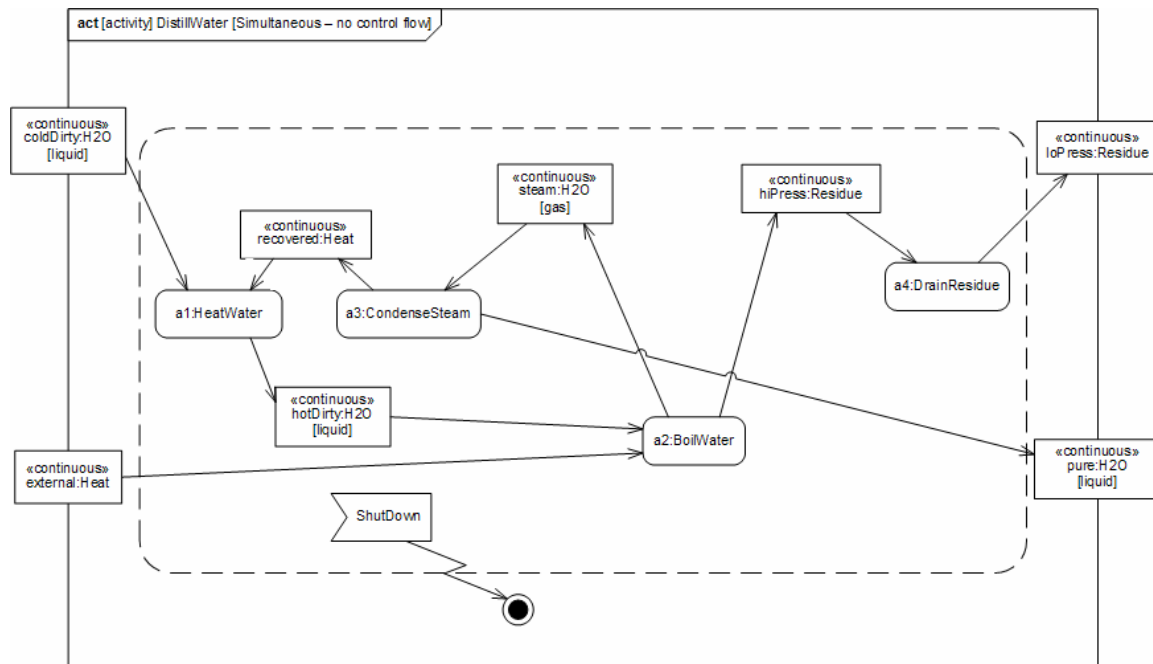 act [activity] DistillWater [Simultaneous – no control flow]
«continuous»
coldDirty:H2O
[liquid]
«continuous»
loPress:Residue
«continuous»
steam:H2O
[gas]
«continuous»
hiPress:Residue
«continuous»
recovered:Heat
a4:DrainResidue
a1:HeatWater
a3:CondenseSteam
«continuous»
hotDirty:H2O
[liquid]
a2:BoilWater
«continuous»
external:Heat
«continuous»
pure:H2O
[liquid]
ShutDown